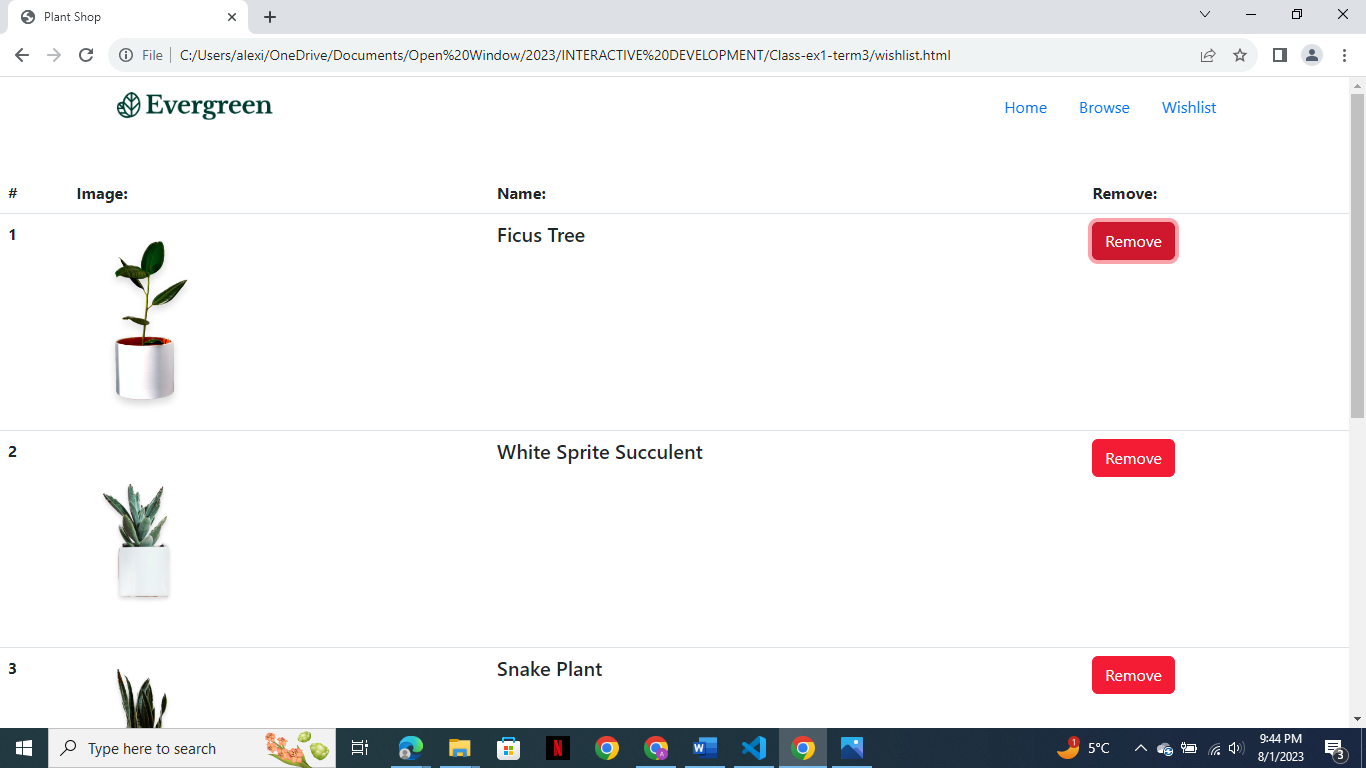 Plant Shop
File
C:/Users/alexi/OneDrive/Documents/Open%20Window/2023/INTERACTIVE%20DEVELOPMENT/Class-ex1-term3/wishlist.html
Evergreen
Home Browse Wishlist
# Image: Name: Remove:
1 Ficus Tree Remove
2 White Sprite Succulent Remove
3 Snake Plant Remove
Type here to search
N
W
1
5°C
9:44 PM
8/1/2023
3